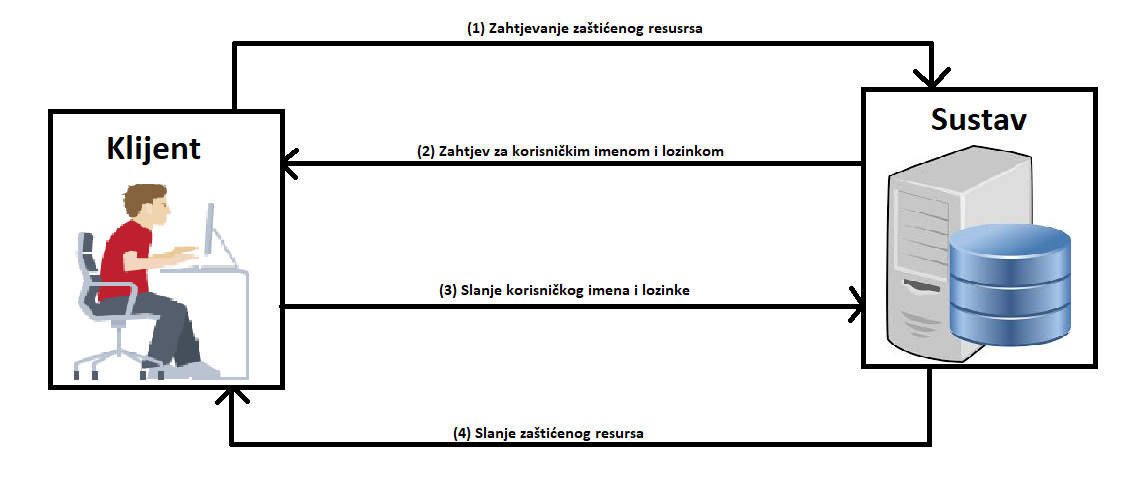 (1) Zahtjevanje zaštićenog resusrsa
Klijent
Sustav
(2) Zahtjev za korisničkim imenom i lozinkom
(3) Slanje korisničkog imena i lozinke
(4) Slanje zaštićenog resursa